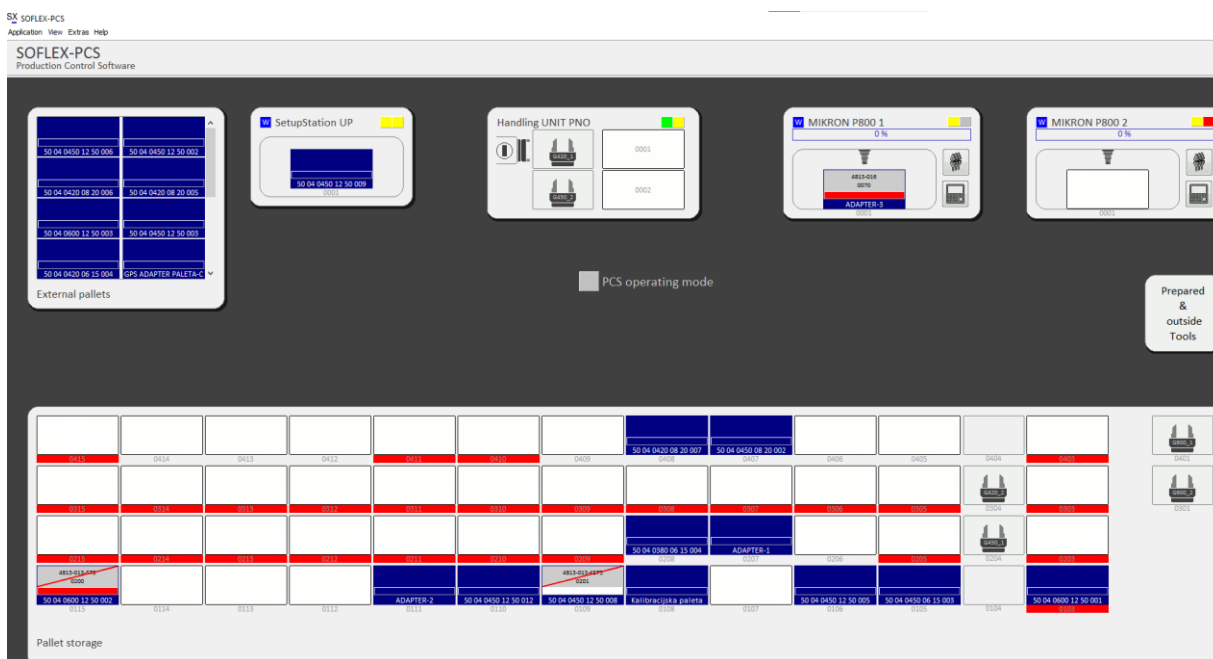 SX SOFLEX-PCS
Application View Extras Help
SOFLEX-PCS
Production Control Software
50 04 0450 12 50 006
50 04 0450 12 50 002
50 04 0420 08 20 006
50 04 0420 08 20 005
50 04 0600 12 50 003
50 04 0450 12 50 003
50 04 0420 06 15 004
GPS ADAPTER PALETA-C
External pallets
W SetupStation UP
50 04 0450 12 50 009
0001
Handling UNIT PNO
G420_1
0001
G450_2
0002
W MIKRON P800 1
0 %
4813-016
0070
ADAPTER-3
0001
W MIKRON P800 2
0 %
0001
PCS operating mode
Prepared
&
outside
Tools
50 04 0420 08 20 007
50 04 0450 08 20 002
G600_1
0415 0414 0413 0412 0411 0410 0409 0408 0407 0406 0405 0404 0403 0401
G420_2
G600_2
0315 0314 0313 0312 0311 0310 0309 0308 0307 0306 0305 0304 0303 0301
50 04 0380 06 15 004
ADAPTER-1
G450_1
0215 0214 0213 0212 0211 0210 0209 0208 0207 0206 0205 0204 0203
0200
0201
50 04 0600 12 50 002
ADAPTER-2
50 04 0450 12 50 012
50 04 0450 12 50 008
Kalibracijska paleta
50 04 0450 12 50 005
50 04 0450 06 15 003
50 04 0600 12 50 001
0115 0114 0113 0112 0111 0110 0109 0108 0107 0106 0105 0104 0103
Pallet storage